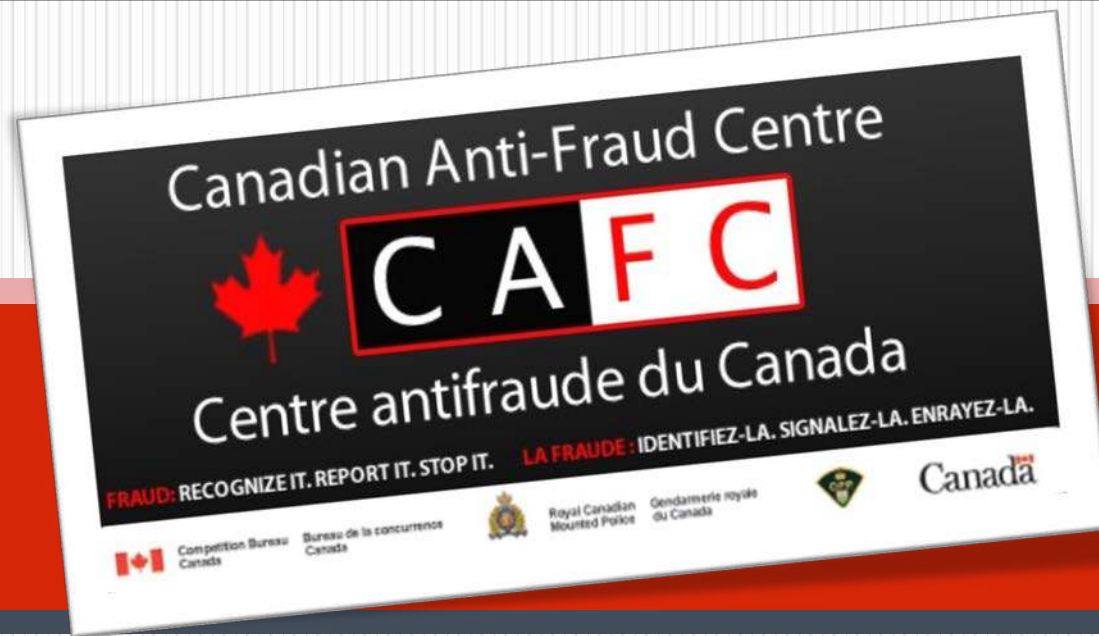 Canadian Anti-Fraud Centre
C A F C
Centre antifraude du Canada
FRAUD: RECOGNIZE IT. REPORT IT. STOP IT. LA FRAUDE : IDENTIFIEZ-LA. SIGNALEZ-LA. ENRAYEZ-LA.
Competition Bureau Canada
Bureau de la concurrence Canada
Royal Canadian Mounted Police
Gendarmerie royale du Canada
Canada